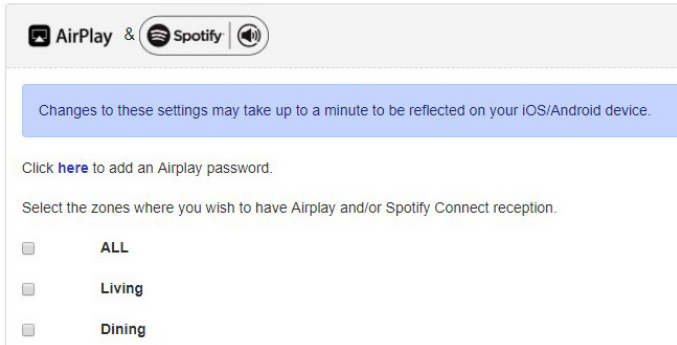 AirPlay & Spotify
Changes to these settings may take up to a minute to be reflected on your iOS/Android device.
Click here to add an Airplay password.
Select the zones where you wish to have Airplay and/or Spotify Connect reception.
ALL
Living
Dining